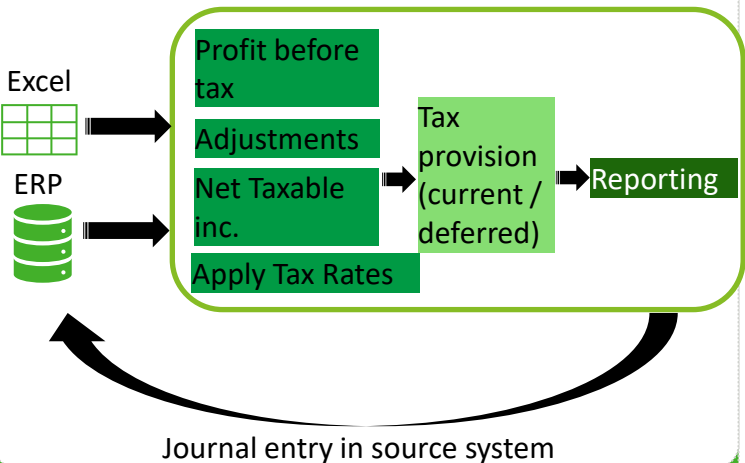 Excel
ERP
Profit before
tax
Adjustments
Net Taxable
inc.
Apply Tax Rates
Tax
provision
(current /
deferred)
Reporting
Journal entry in source system